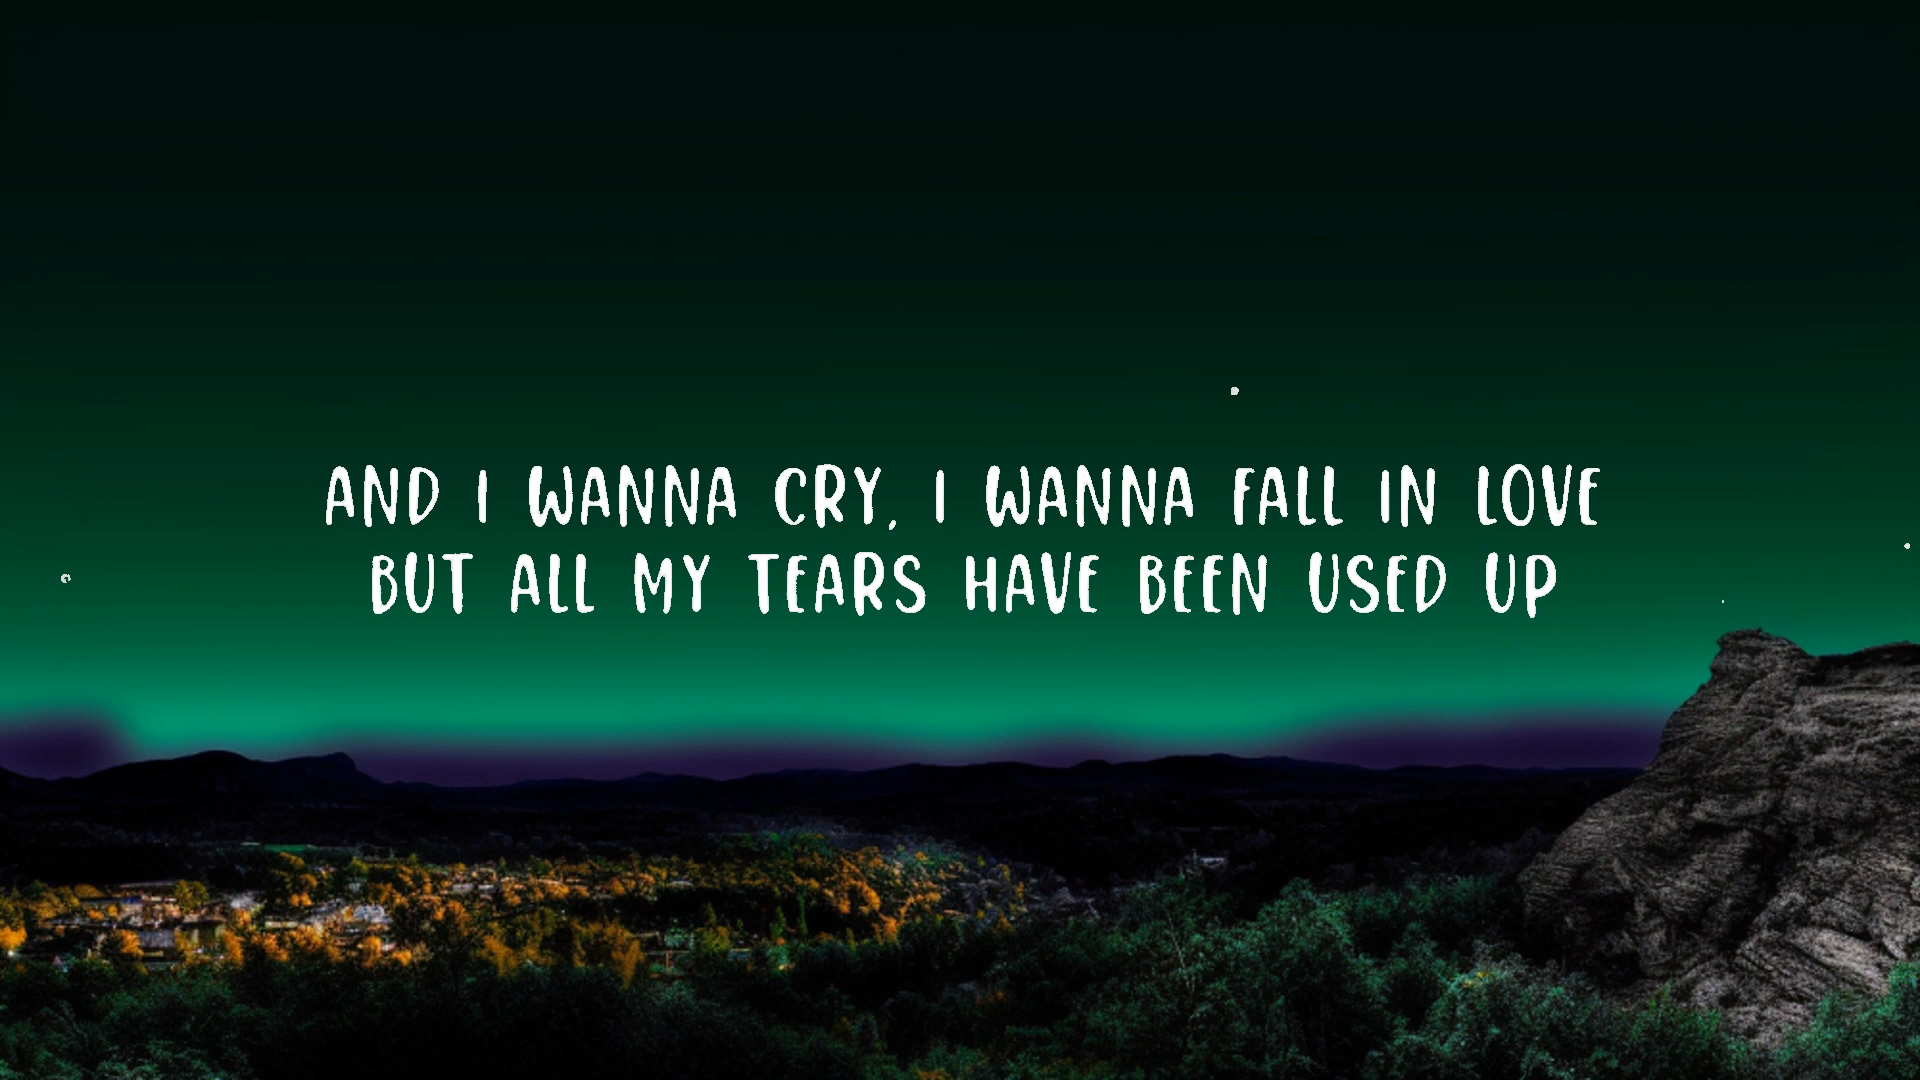 AND I WANNA CRY, I WANNA FALL IN LOVE
BUT ALL MY TEARS HAVE BEEN USED UP